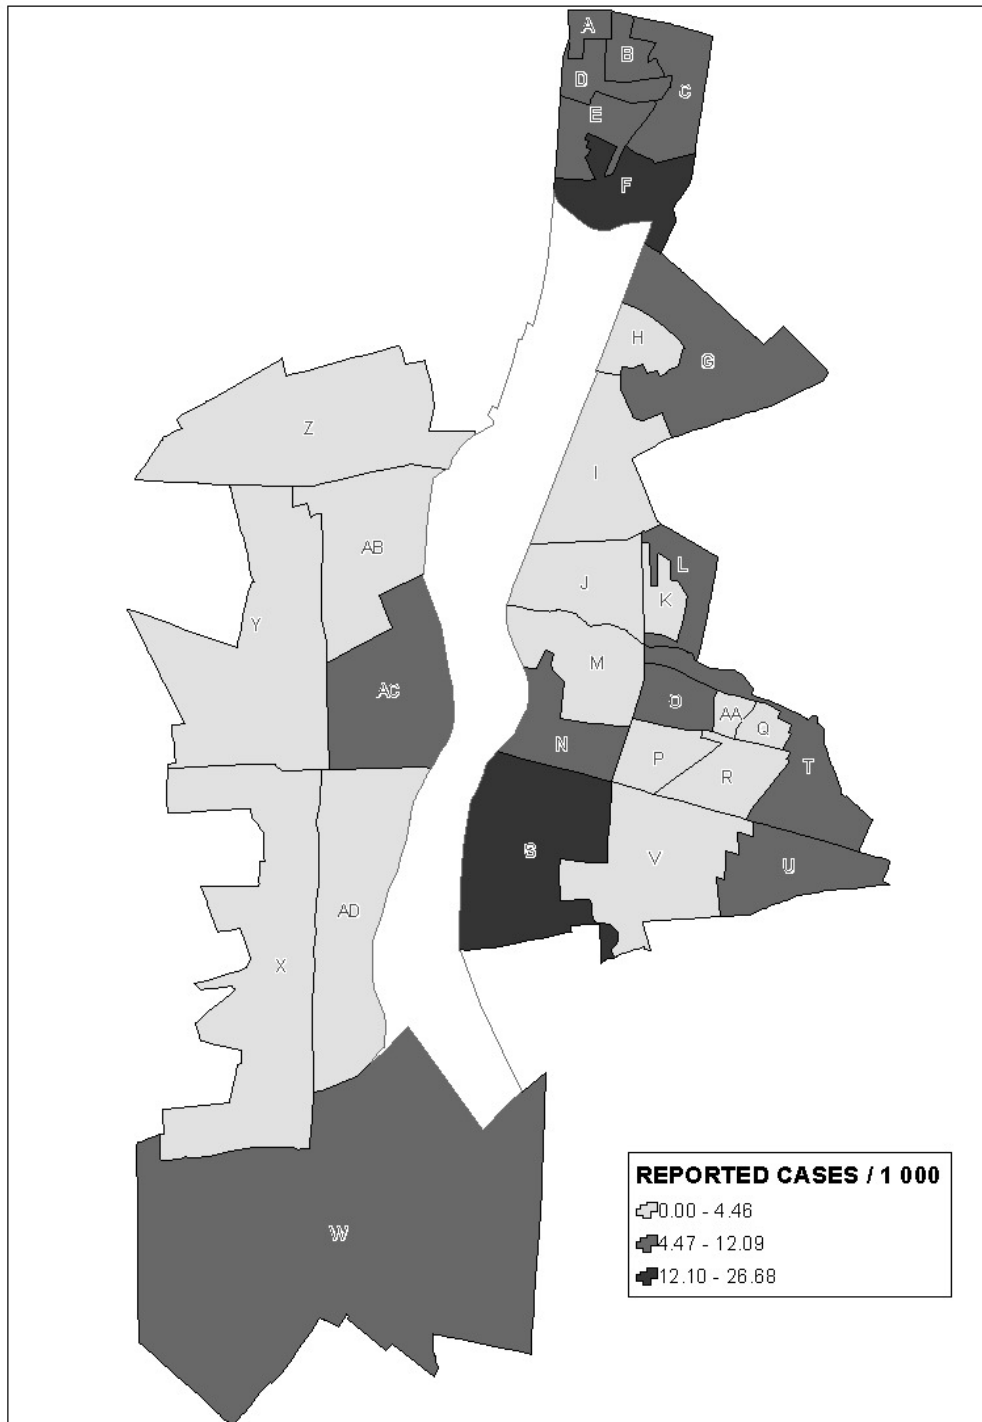 A
B
D
C
E
F
H
G
Z
I
AB
L
J
K
Y
M
AC
O
AA
Q
N
P
R
T
S
V
U
AD
X
REPORTED CASES / 1 000
0.00 - 4.46
4.47 - 12.09
12.10 - 26.68
W